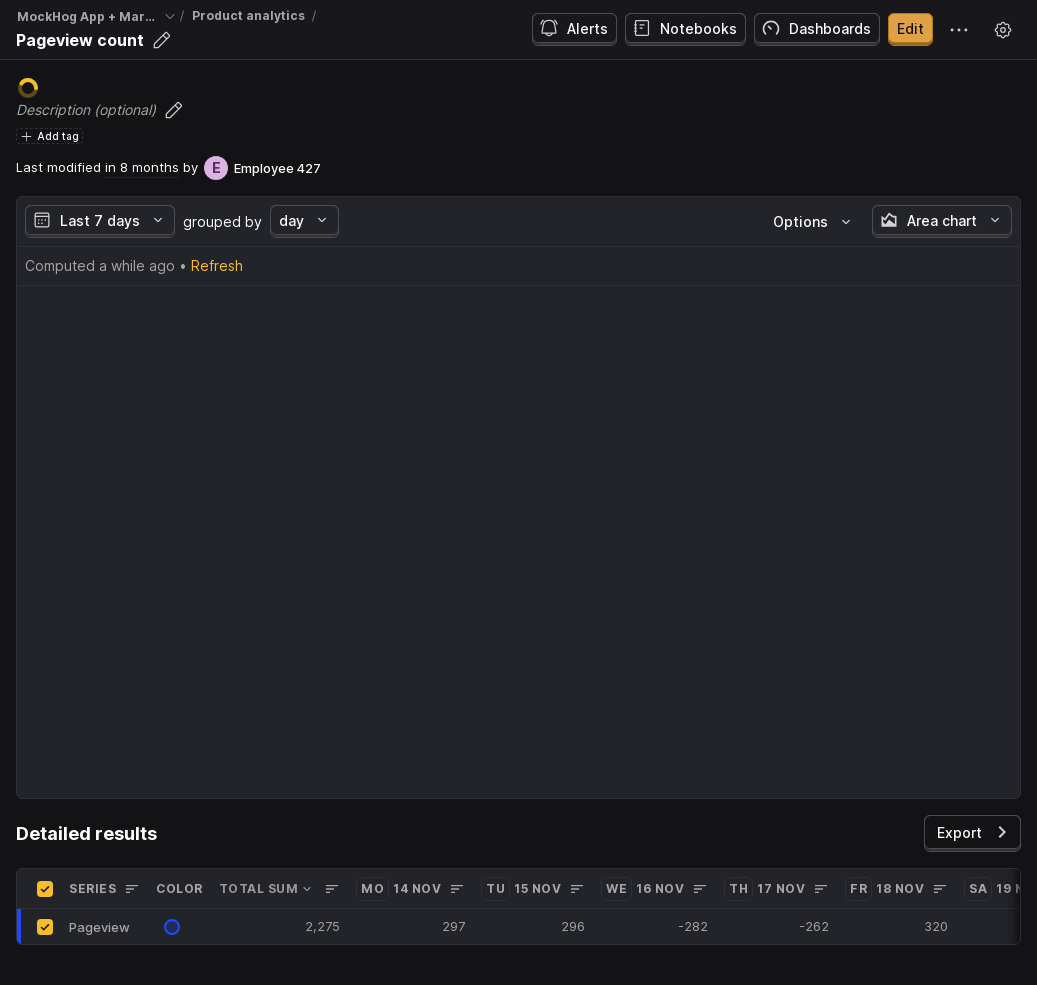 MockHog App + Mar... / Product analytics /
Pageview count
Alerts
Notebooks
Dashboards
Edit
Description (optional)
Add tag
Last modified in 8 months by E Employee 427
Last 7 days grouped by day
Options
Area chart
Computed a while ago • Refresh
Detailed results
Export
SERIES COLOR TOTAL SUM MO 14 NOV TU 15 NOV WE 16 NOV TH 17 NOV FR 18 NOV SA 19
Pageview 2,275 297 296 -282 -262 320